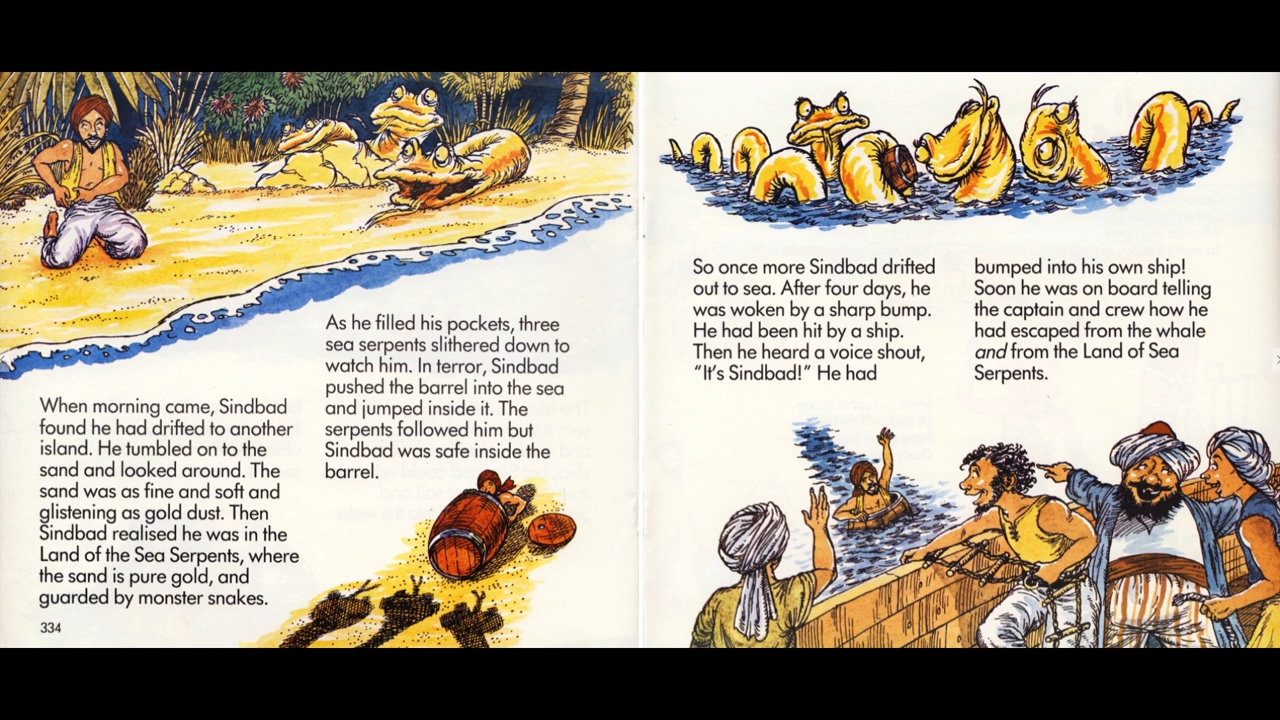 When morning came, Sindbad
found he had drifted to another
island. He tumbled on to the
sand and looked around. The
sand was as fine and soft and
glistening as gold dust. Then
Sindbad realised he was in the
Land of the Sea Serpents, where
the sand is pure gold, and
guarded by monster snakes.
334
As he filled his pockets, three
sea serpents slithered down to
watch him. In terror, Sindbad
pushed the barrel into the sea
and jumped inside it. The
serpents followed him but
Sindbad was safe inside the
barrel.
So once more Sindbad drifted
out to sea. After four days, he
was woken by a sharp bump.
He had been hit by a ship.
Then he heard a voice shout,
“It’s Sindbad!” He had
bumped into his own ship!
Soon he was on board telling
the captain and crew how he
had escaped from the whale
and from the Land of Sea
Serpents.